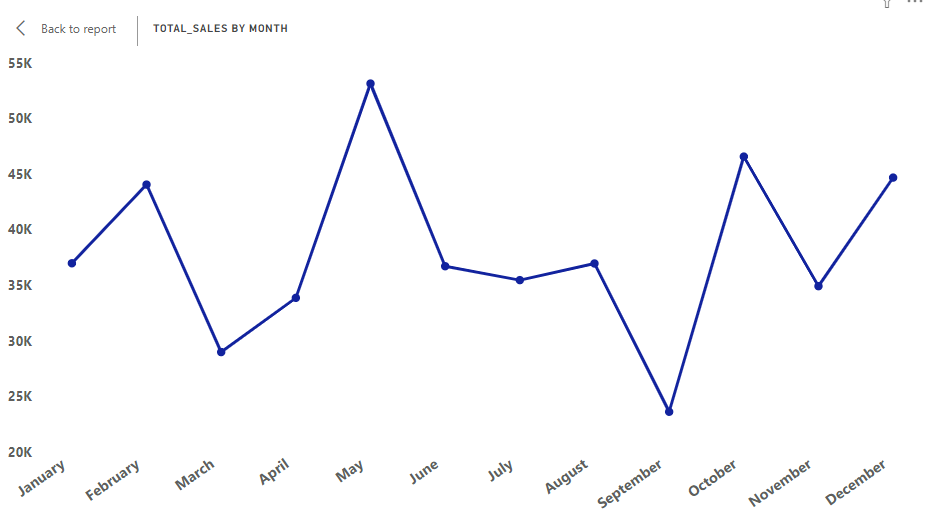 Back to report
TOTAL_SALES BY MONTH
55K
50K
45K
40K
35K
30K
25K
20K
January
February
March
April
May
June
July
August
September
October
November
December